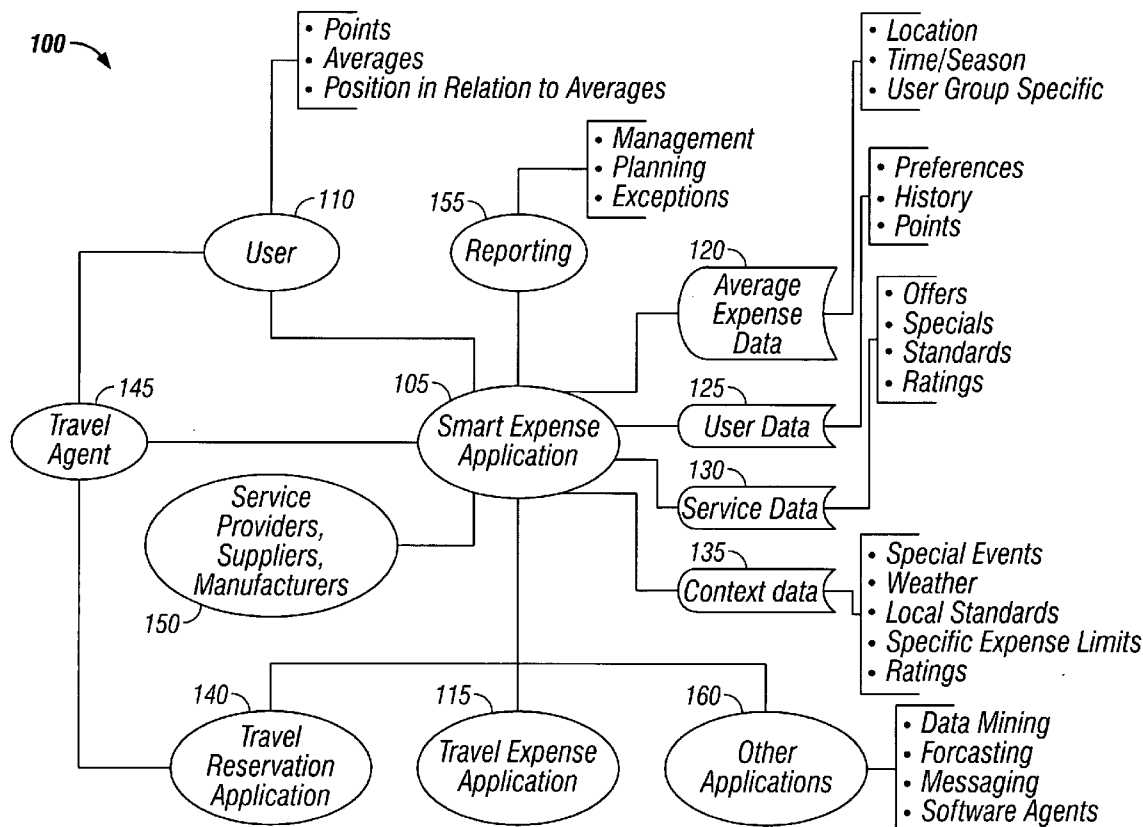 100
• Points
• Averages
• Position in Relation to Averages
• Location
• Time/Season
• User Group Specific
• Management
• Planning
• Exceptions
• Preferences
• History
• Points
110
User
155
Reporting
120
Average
Expense
Data
• Offers
• Specials
• Standards
• Ratings
145
Travel
Agent
105
Smart Expense
Application
125
User Data
130
Service Data
Service
Providers,
Suppliers,
Manufacturers
150
135
Context data
• Special Events
• Weather
• Local Standards
• Specific Expense Limits
• Ratings
140
Travel
Reservation
Application
115
Travel Expense
Application
160
Other
Applications
• Data Mining
• Forcasting
• Messaging
• Software Agents